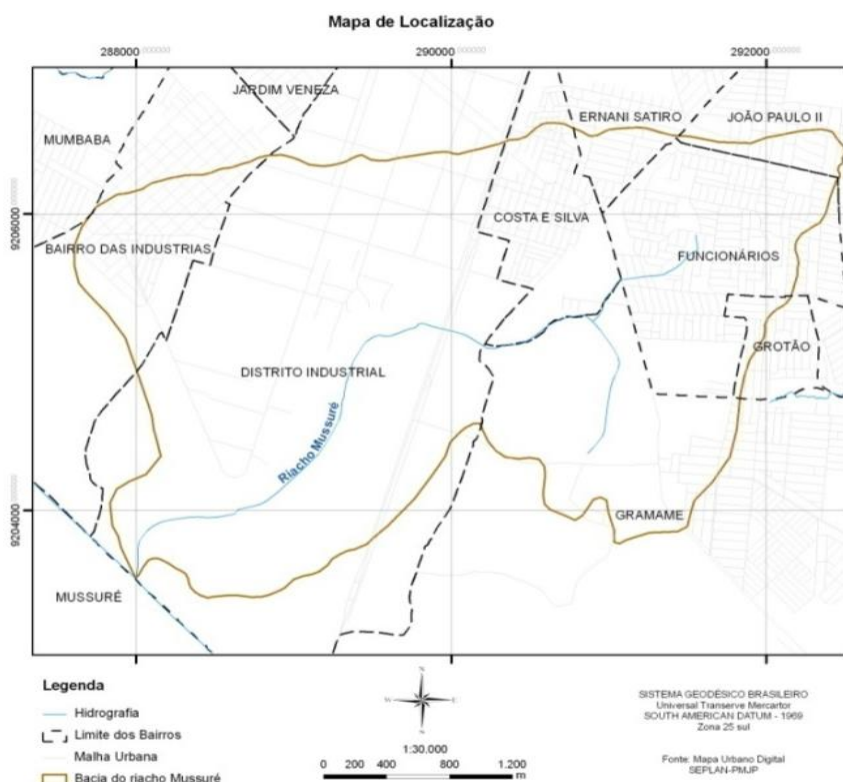 Mapa de Localização
288000,000000
290000,000000
292000,000000
JARDIM VENEZA
ERNANI SATIRO
JOÃO PAULO II
MUMBABA
9206000
COSTA E SILVA
BAIRRO DAS INDUSTRIAS
FUNCIONÁRIOS
GROTÃO
DISTRITO INDUSTRIAL
Riacho Mussuré
9204000
GRAMAME
MUSSURÉ
Legenda
Hidrografia
Limite dos Bairros
Malha Urbana
Bacia do riacho Mussuré
N
W
E
S
1:30.000
0 200 400 800 1.200
m
SISTEMA GEODÉSICO BRASILEIRO
Universal Transerve Mercartor
SOUTH AMERICAN DATUM - 1969
Zona 25 sul
Fonte: Mapa Urbano Digital
SEPLAN-PMJP